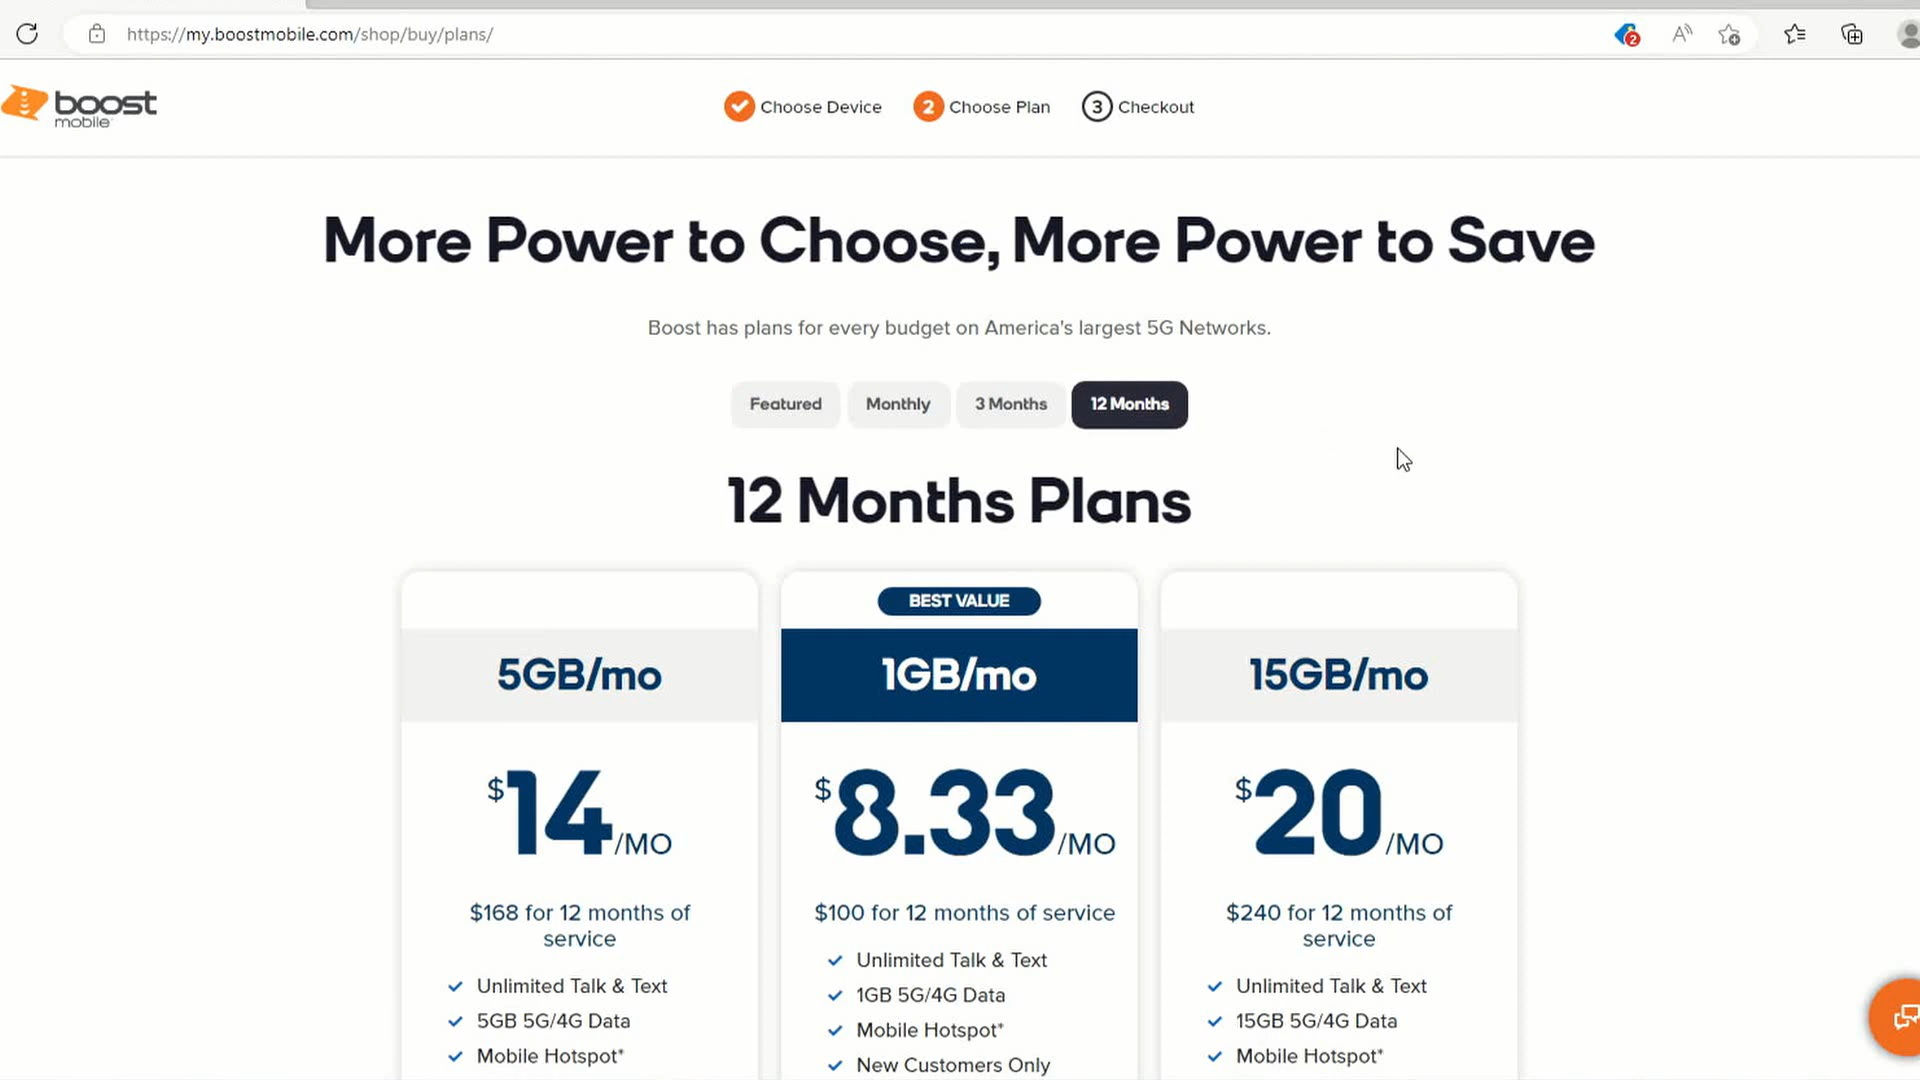 https://my.boostmobile.com/shop/buy/plans/
2
A
boost
mobile
Choose Device
2 Choose Plan
3 Checkout
More Power to Choose, More Power to Save
Boost has plans for every budget on America's largest 5G Networks.
Featured
Monthly
3 Months
12 Months
12 Months Plans
5GB/mo
$14/MO
$168 for 12 months of
service
Unlimited Talk & Text
5GB 5G/4G Data
Mobile Hotspot*
BEST VALUE
1GB/mo
$8.33/MO
$100 for 12 months of service
Unlimited Talk & Text
1GB 5G/4G Data
Mobile Hotspot*
New Customers Only
15GB/mo
$20/MO
$240 for 12 months of
service
Unlimited Talk & Text
15GB 5G/4G Data
Mobile Hotspot*